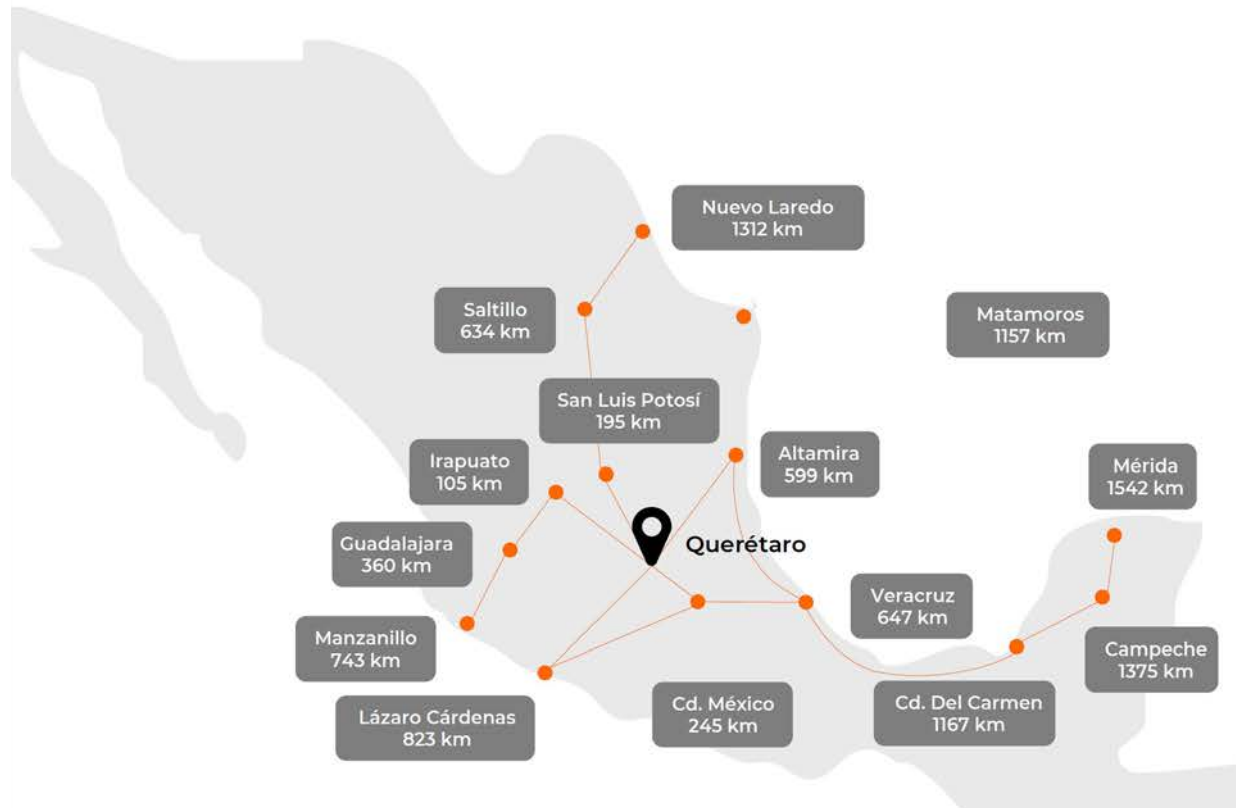 Nuevo Laredo
1312 km
Saltillo
634 km
Matamoros
1157 km
San Luis Potosí
195 km
Altamira
599 km
Irapuato
105 km
Mérida
1542 km
Guadalajara
360 km
Querétaro
Veracruz
647 km
Manzanillo
743 km
Campeche
1375 km
Lázaro Cárdenas
823 km
Cd. México
245 km
Cd. Del Carmen
1167 km